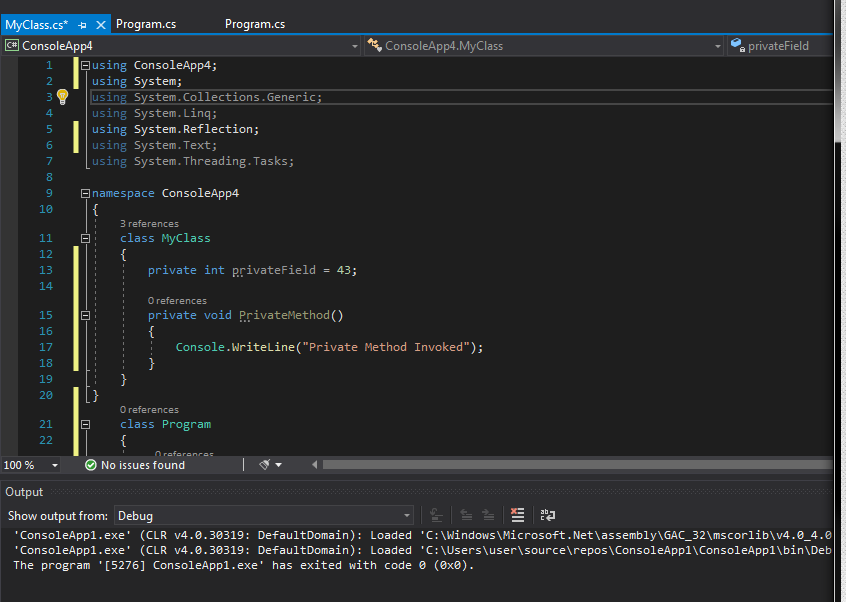 MyClass.cs*
Program.cs
Program.cs
C# ConsoleApp4
ConsoleApp4.MyClass
privateField
1 using ConsoleApp4;
2 using System;
3 using System.Collections.Generic;
4 using System.Linq;
5 using System.Reflection;
6 using System.Text;
7 using System.Threading.Tasks;
8
9 namespace ConsoleApp4
10 {
3 references
11 class MyClass
12 {
13 private int privateField = 43;
14
0 references
15 private void PrivateMethod()
16 {
17 Console.WriteLine("Private Method Invoked");
18 }
19 }
20 }
0 references
21 class Program
22 {
0 references
100 %
No issues found
Output
Show output from: Debug
'ConsoleApp1.exe' (CLR v4.0.30319: DefaultDomain): Loaded 'C:\Windows\Microsoft.Net\assembly\GAC_32\mscorlib\v4.0_4.0
'ConsoleApp1.exe' (CLR v4.0.30319: DefaultDomain): Loaded 'C:\Users\user\source\repos\ConsoleApp1\ConsoleApp1\bin\Deb
The program '[5276] ConsoleApp1.exe' has exited with code 0 (0x0).